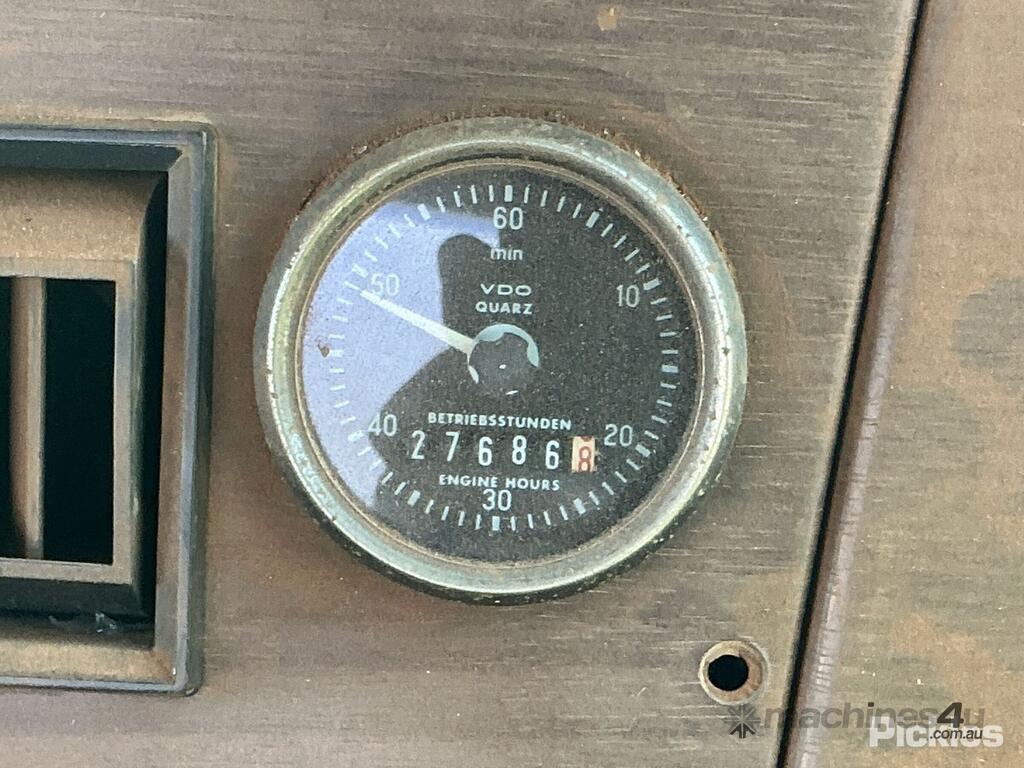 60
min
50
10
VDO
QUARZ
BETRIEBSSTUNDEN
40
276868
20
ENGINE HOURS
30
machines4u
.com.au
Pickles